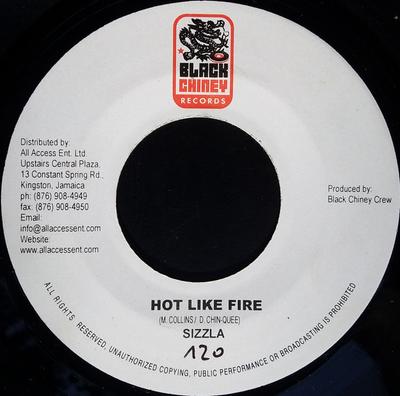 BLACK
CHINEY
RECORDS
Distributed by:
All Access Ent. Ltd.
Upstairs Central Plaza,
13 Constant Spring Rd.,
Kingston, Jamaica
ph: (876) 908-4949
fax: (876) 908-4950
Email:
info@allaccessent.com
Website:
www.allaccessent.com
Produced by:
Black Chiney Crew
HOT LIKE FIRE
(M. COLLINS / D. CHIN-QUEE)
SIZZLA
120
ALL RIGHTS RESERVED. UNAUTHORIZED COPYING, PUBLIC PERFORMANCE OR BROADCASTING IS PROHIBITED